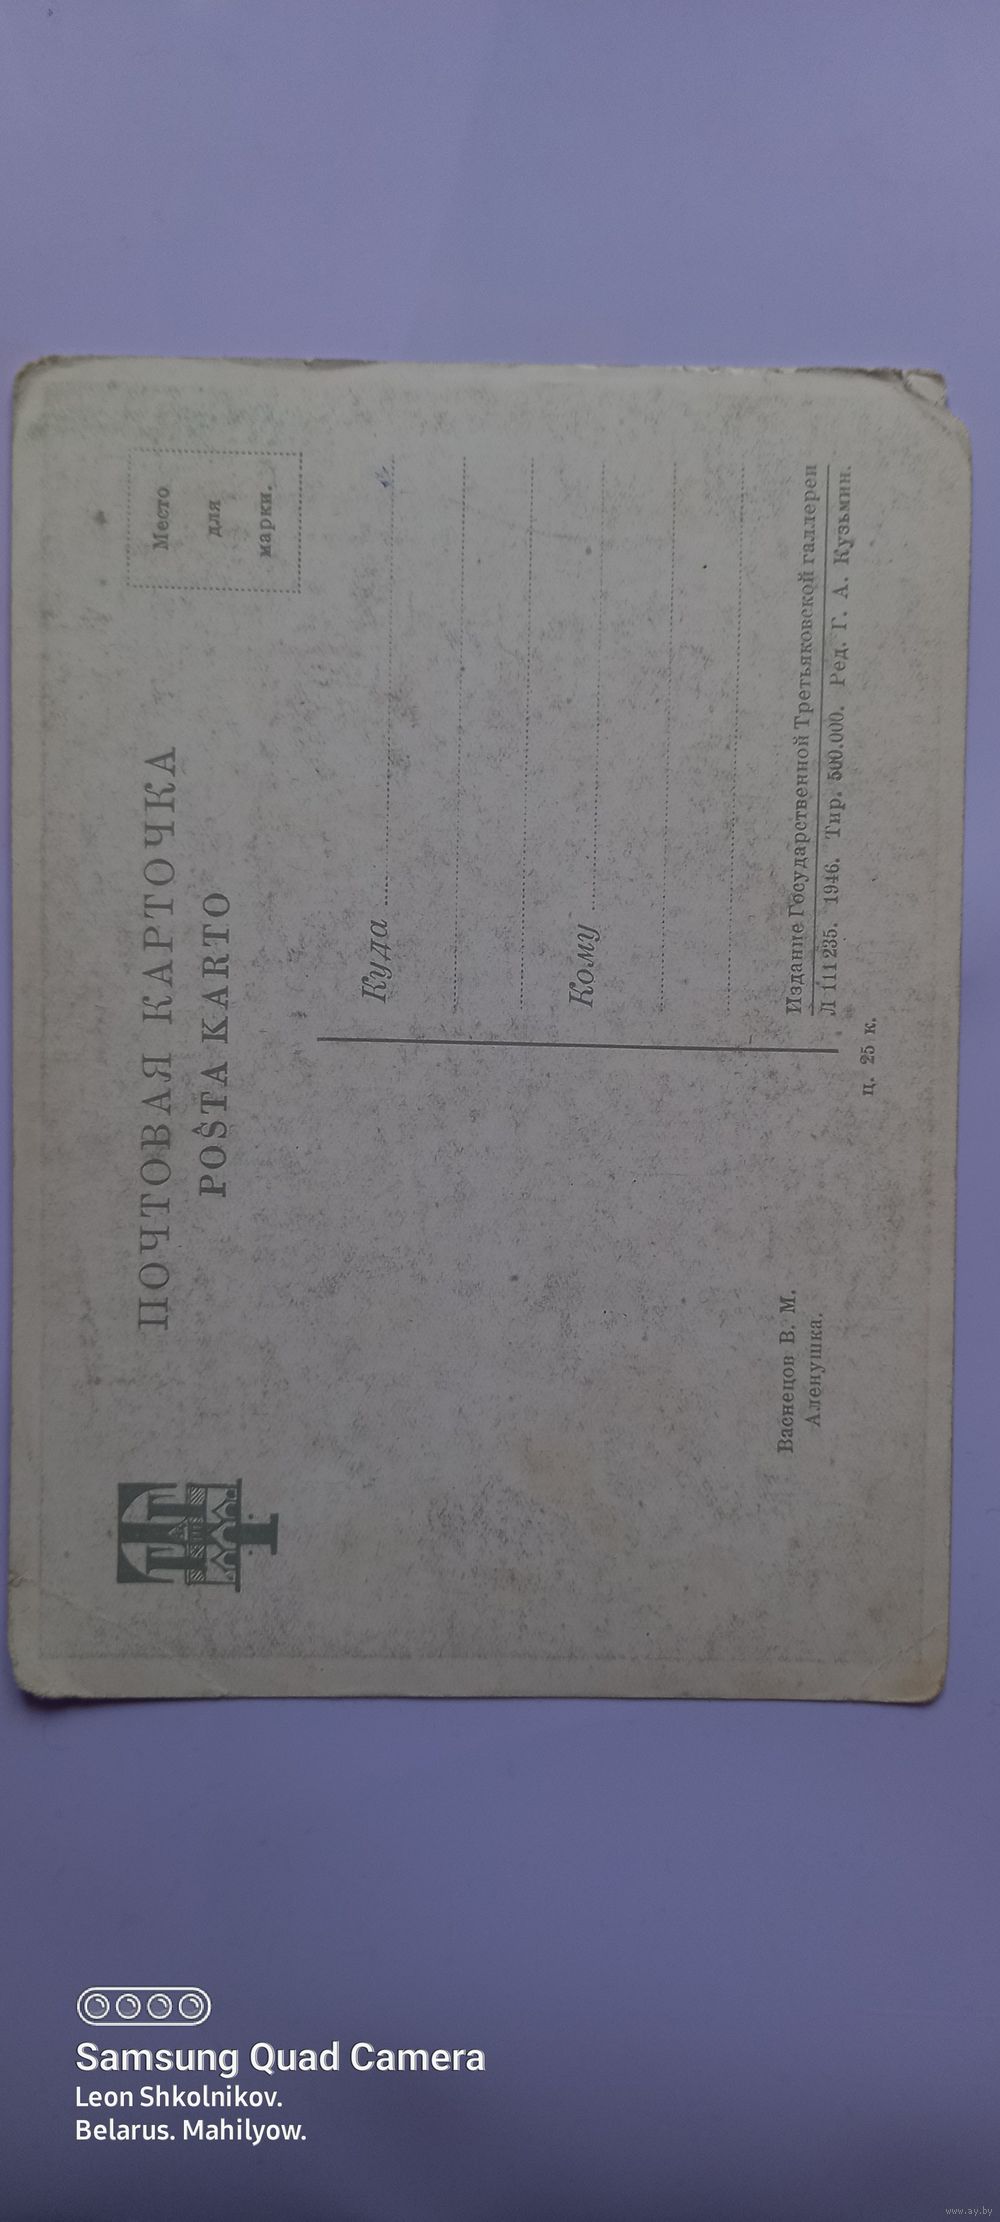 ПОЧТОВАЯ КАРТОЧКА
POŜTA KARTO
Место
для
марки.
ГТГ
Куда
Кому
Васнецов В. М.
Аленушка.
Издание Государственной Третьяковской галлереи
Л 111235. 1946. Тир. 500.000. Ред. Г. А. Кузьмин.
ц. 25 к.
Samsung Quad Camera
Leon Shkolnikov.
Belarus. Mahilyow.
www.ay.by